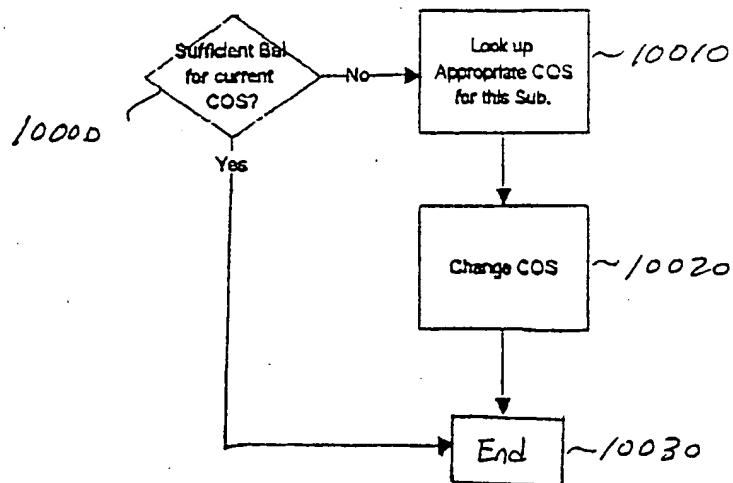 Sufficient Bal
for current
COS?
10000
No
Yes
Look up
Appropriate COS
for this Sub.
~10010
Change COS
~10020
End
~10030